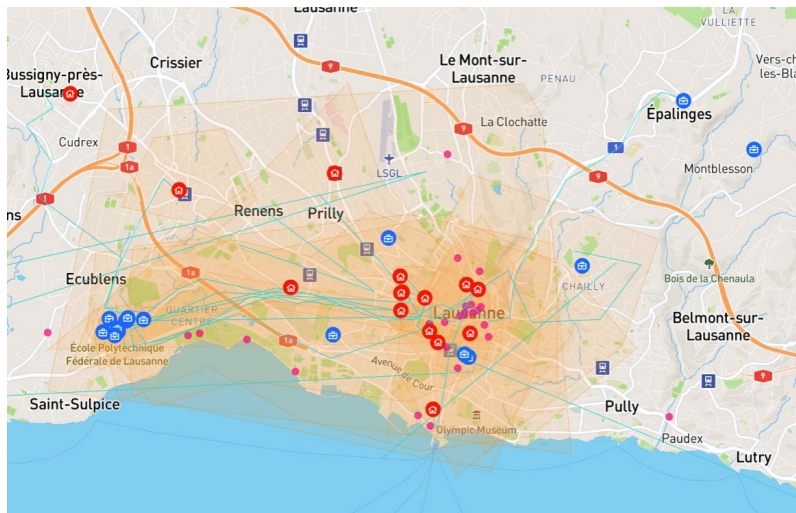 Lausanne
LA
VULLIETTE
Crissier
9
Le Mont-sur-
Lausanne
Vers-ch
les-Bla
Bussigny-près-
Lausanne
PENAU
Épalinges
La Clochatte
9
Cudrex
1
1
1a
LSGL
Montblesson
9
1
ns
Renens
Prilly
Ecublens
1a
Bois de la Chenaula
CHAILLY
QUARTIER
CENTRE
Lausanne
Belmont-sur-
Lausanne
1a
École Polytechnique
Fédérale de Lausanne
Avenue de Cour
9
Saint-Sulpice
Pully
Olympic Museum
Paudex
Lutry